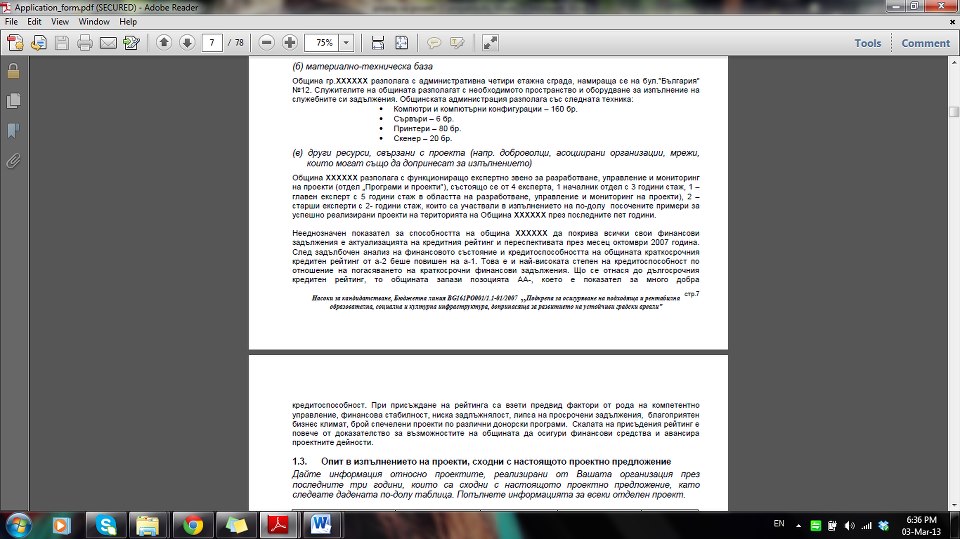 Application_form.pdf (SECURED) - Adobe Reader
File Edit View Window Help
7 / 78 75% Tools Comment
(б) материално-техническа база
Община гр.XXXXXX разполага с административна четири етажна сграда, намираща се на бул."България"
№12. Служителите на общината разполагат с необходимото пространство и оборудване за изпълнение на
служебните си задължения. Общинската администрация разполага със следната техника:
• Компютри и компютърни конфигурации – 160 бр.
• Сървъри – 6 бр.
• Принтери – 80 бр.
• Скенер – 20 бр.
(в) други ресурси, свързани с проекта (напр. доброволци, асоциирани организации, мрежи,
които могат също да допринесат за изпълнението)
Община XXXXXX разполага с функциониращо експертно звено за разработване, управление и мониторинг
на проекти (отдел „Програми и проекти"), състоящо се от 4 експерта, 1 началник отдел с 3 години стаж, 1 –
главен експерт с 5 години стаж в областта на разработване, управление и мониторинг на проекти), 2 –
старши експерти с 2- години стаж, които са участвали в изпълнението на по-долу посочените примери за
успешно реализирани проекти на територията на Община XXXXXX през последните пет години.
Нееднозначен показател за способността на община XXXXXX да покрива всички свои финансови
задължения е актуализацията на кредитния рейтинг и переспективата през месец октомври 2007 година.
След задълбочен анализ на финансовото състояние и кредитоспособността на общината краткосрочния
кредитен рейтинг от а-2 беше повишен на а-1. Това е и най-високата степен на кредитоспособност по
отношение на погасяването на краткосрочни финансови задължения. Що се отнася до дългосрочния
кредитен рейтинг, то общината запази позоцията АА-, което е показател за много добра
стр.7
Насоки за кандидатстване, Бюджетна линия BG161PO001/1.1-01/2007 „Подкрепа за осигуряване на подходяща и рентабилна
образователна, социална и културна инфраструктура, допринасяща за развитието на устойчиви градски ареали"
кредитоспособност. При присъждане на рейтинга са взети предвид фактори от рода на компетентно
управление, финансова стабилност, ниска задлъжнялост, липса на просрочени задължения, благоприятен
бизнес климат, брой спечелени проекти по различни донорски програми. Скалата на присъдения рейтинг е
повече от доказателство за възможностите на общината да осигури финансови средства и авансира
проектните дейности.
1.3. Опит в изпълнението на проекти, сходни с настоящото проектно предложение
Дайте информация относно проектите, реализирани от Вашата организация през
последните три години, които са сходни с настоящото проектно предложение, като
следвате дадената по-долу таблица. Попълнете информацията за всеки отделен проект.
EN 6:36 PM
03-Mar-13